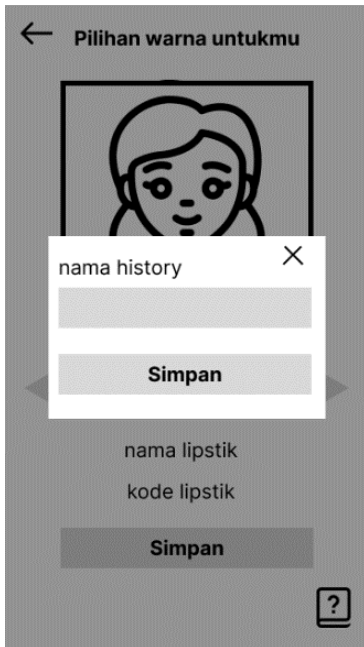 Pilihan warna untukmu
nama history
Simpan
nama lipstik
kode lipstik
Simpan
?